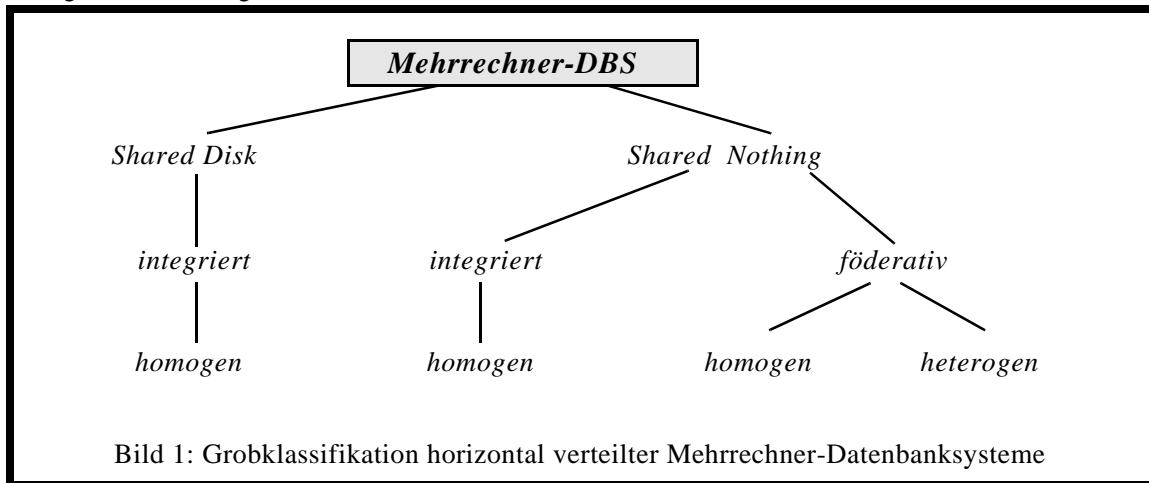 Mehrrechner-DBS
Shared Disk
Shared Nothing
integriert
integriert
föderativ
homogen
homogen
homogen
heterogen
Bild 1: Grobklassifikation horizontal verteilter Mehrrechner-Datenbanksysteme